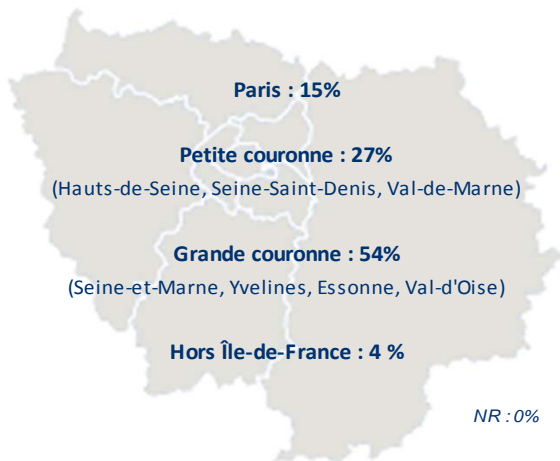 Paris : 15%
Petite couronne : 27%
(Hauts-de-Seine, Seine-Saint-Denis, Val-de-Marne)
Grande couronne : 54%
(Seine-et-Marne, Yvelines, Essonne, Val-d'Oise)
Hors Île-de-France : 4 %
NR : 0%